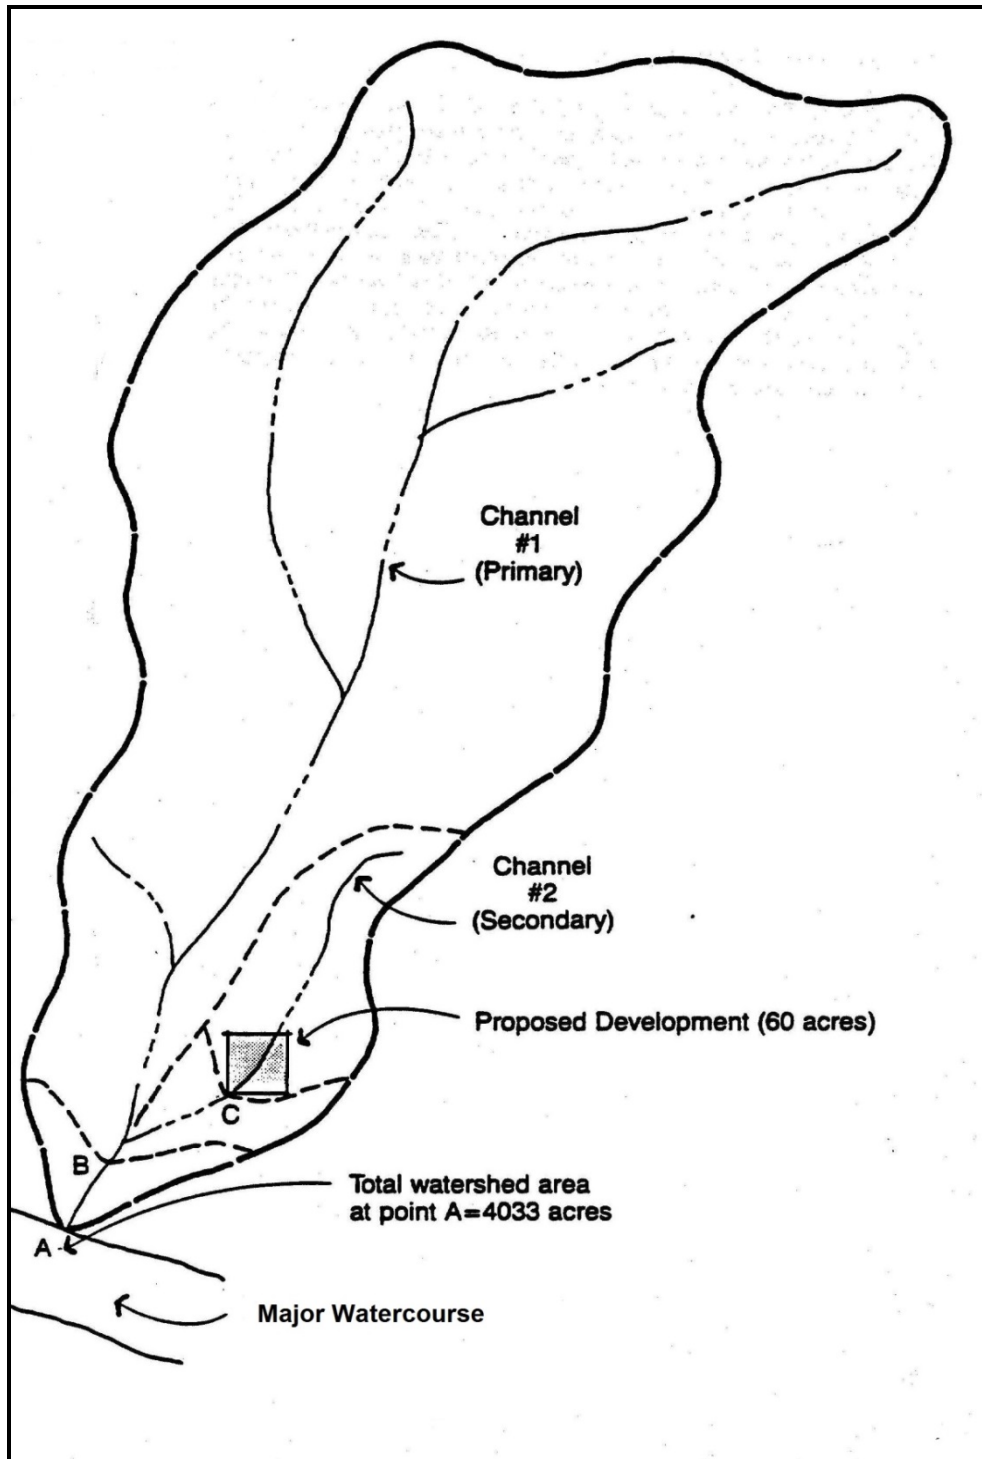 Channel
#1
(Primary)
Channel
#2
(Secondary)
Proposed Development (60 acres)
C
B
Total watershed area
at point A=4033 acres
A
Major Watercourse